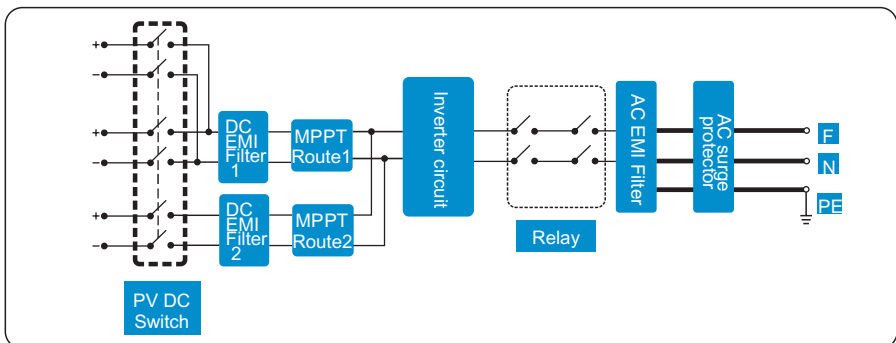 +
−
+
−
+
−
DC
EMI
Filter
1
MPPT
Route1
DC
EMI
Filter
2
MPPT
Route2
Inverter circuit
AC EMI Filter
AC surge
protector
F
N
PE
Relay
PV DC
Switch